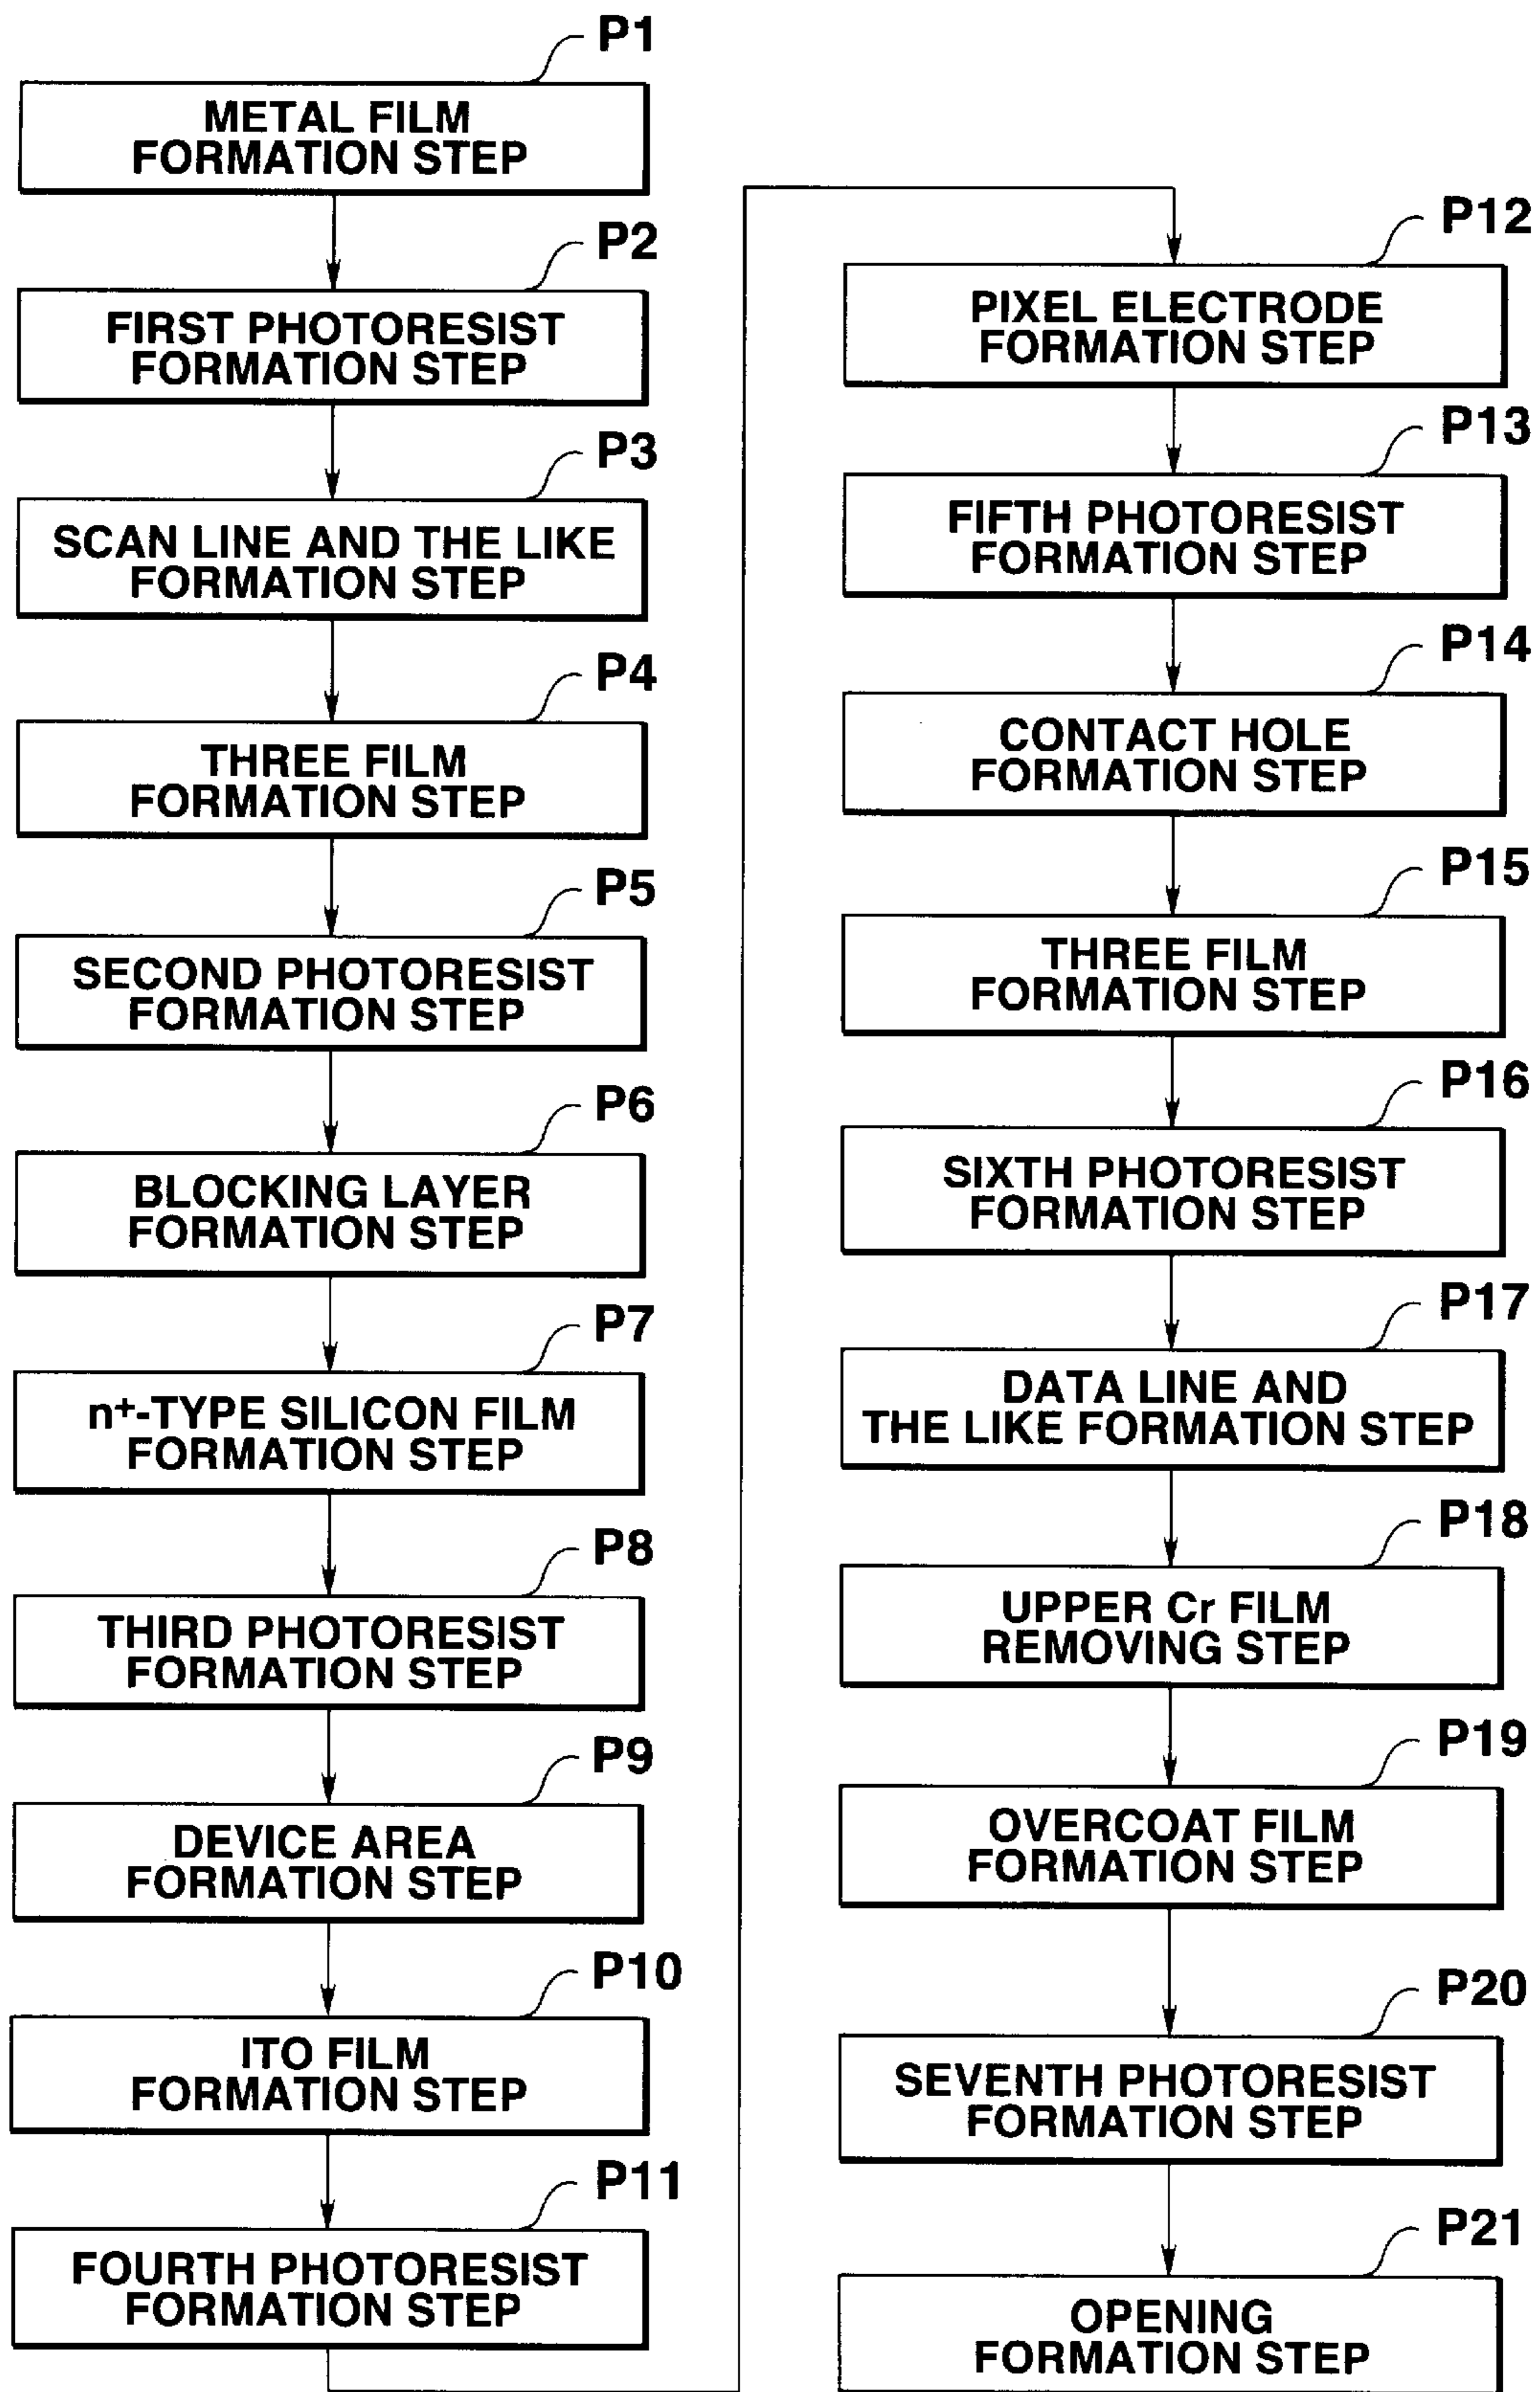 P1
METAL FILM
FORMATION STEP
P2
FIRST PHOTORESIST
FORMATION STEP
P3
SCAN LINE AND THE LIKE
FORMATION STEP
P4
THREE FILM
FORMATION STEP
P5
SECOND PHOTORESIST
FORMATION STEP
P6
BLOCKING LAYER
FORMATION STEP
P7
n+-TYPE SILICON FILM
FORMATION STEP
P8
THIRD PHOTORESIST
FORMATION STEP
P9
DEVICE AREA
FORMATION STEP
P10
ITO FILM
FORMATION STEP
P11
FOURTH PHOTORESIST
FORMATION STEP
P12
PIXEL ELECTRODE
FORMATION STEP
P13
FIFTH PHOTORESIST
FORMATION STEP
P14
CONTACT HOLE
FORMATION STEP
P15
THREE FILM
FORMATION STEP
P16
SIXTH PHOTORESIST
FORMATION STEP
P17
DATA LINE AND
THE LIKE FORMATION STEP
P18
UPPER Cr FILM
REMOVING STEP
P19
OVERCOAT FILM
FORMATION STEP
P20
SEVENTH PHOTORESIST
FORMATION STEP
P21
OPENING
FORMATION STEP